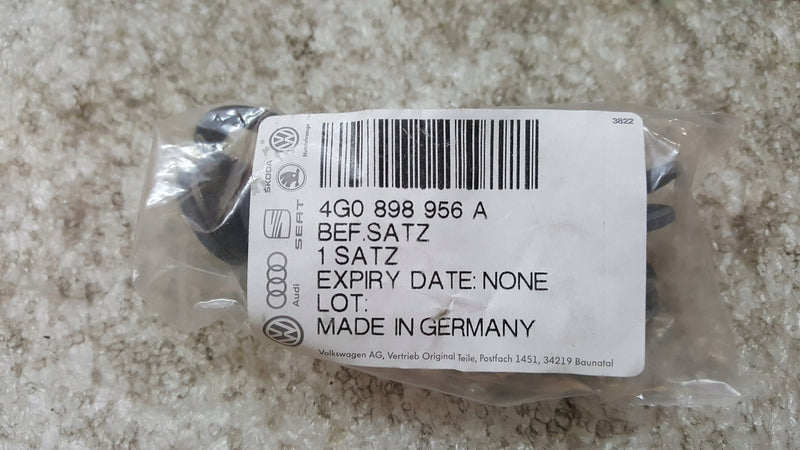 3822
4G0 898 956 A
BEF.SATZ
1 SATZ
EXPIRY DATE: NONE
LOT:
MADE IN GERMANY
Volkswagen AG, Vertrieb Original Teile, Postfach 1451, 34219 Baunatal
Nutzfahrzeuge
ŠKODA
SEAT
Audi